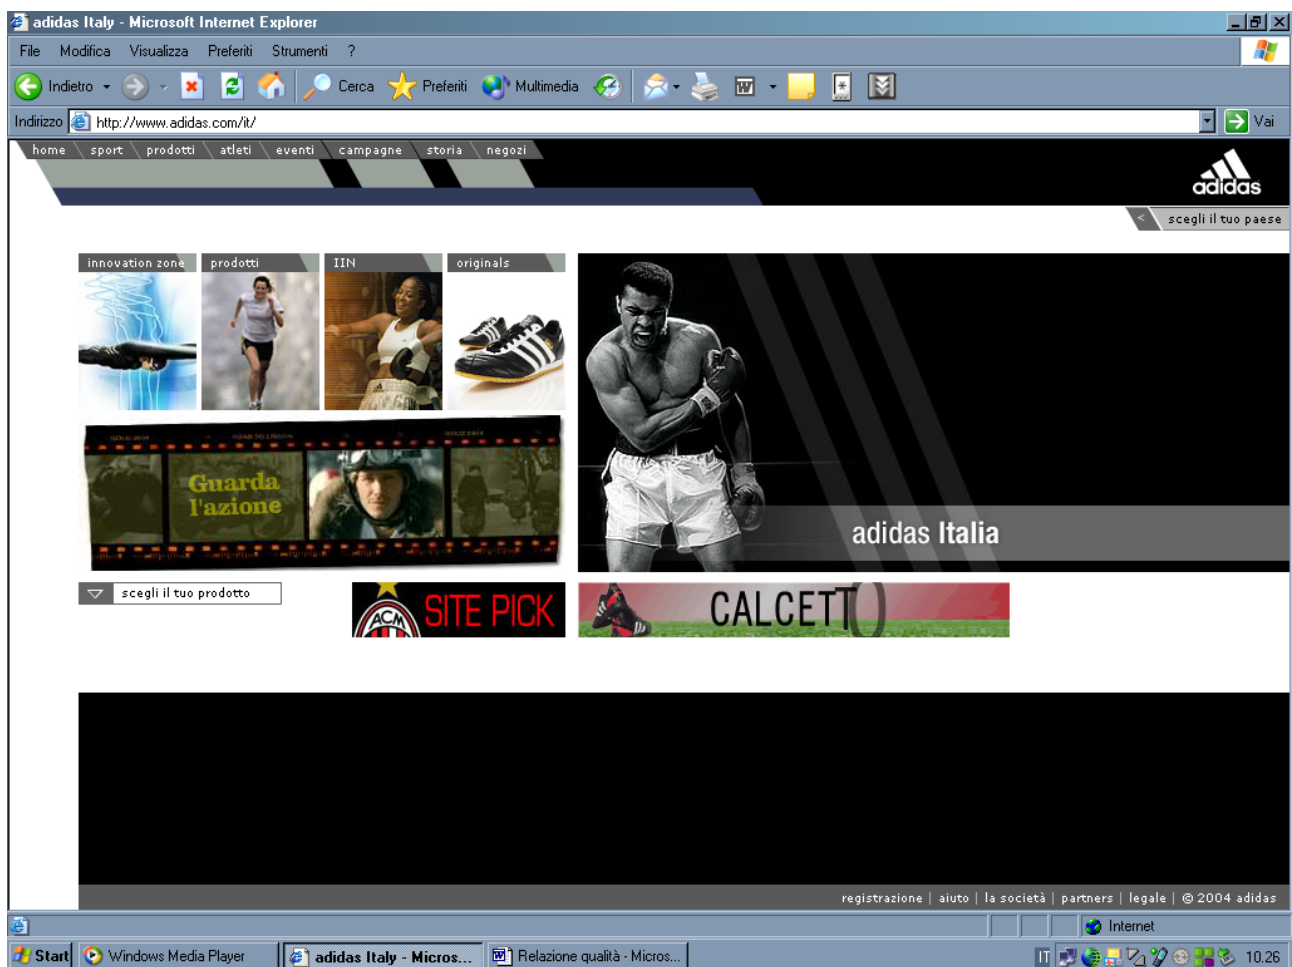 adidas Italy - Microsoft Internet Explorer
File Modifica Visualizza Preferiti Strumenti ?
Indietro Cerca Preferiti Multimedia
Indirizzo http://www.adidas.com/it/ Vai
home sport prodotti atleti eventi campagne storia negozi
adidas
< scegli il tuo paese
innovation zone prodotti IIN originals
Guarda
l'azione
adidas Italia
scegli il tuo prodotto
ACM SITE PICK
CALCETTO
registrazione | aiuto | la società | partners | legale | © 2004 adidas
Internet
Start Windows Media Player adidas Italy - Micros... Relazione qualità - Micros... IT 10.26